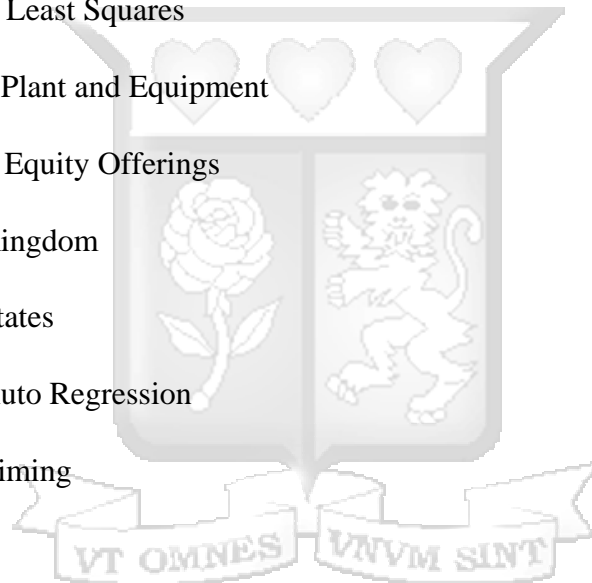 Least Squares
Plant and Equipment
Equity Offerings
ingdom
tates
uto Regression
iming
VT OMNES VNVM SINT